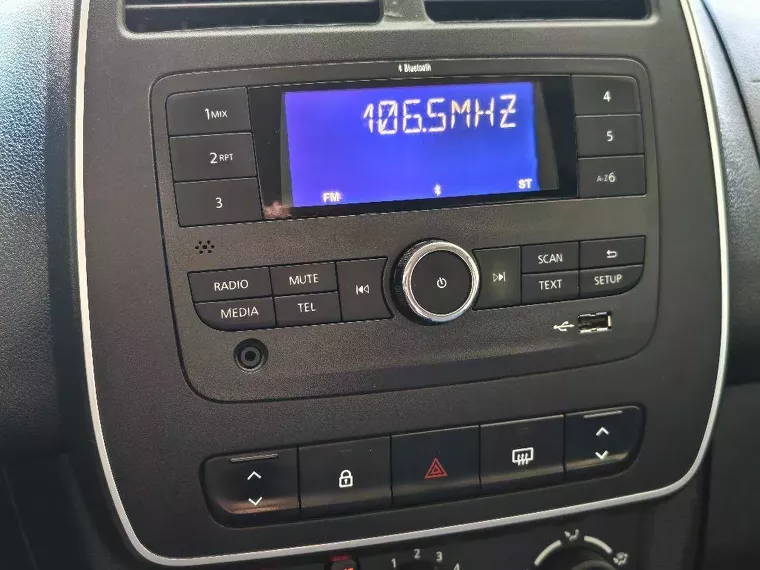 Bluetooth
1MIX
106.5MHZ
4
2RPT
5
3
FM
ST
A-Z6
RADIO
MUTE
SCAN
MEDIA
TEL
TEXT
SETUP
1 2 3 4